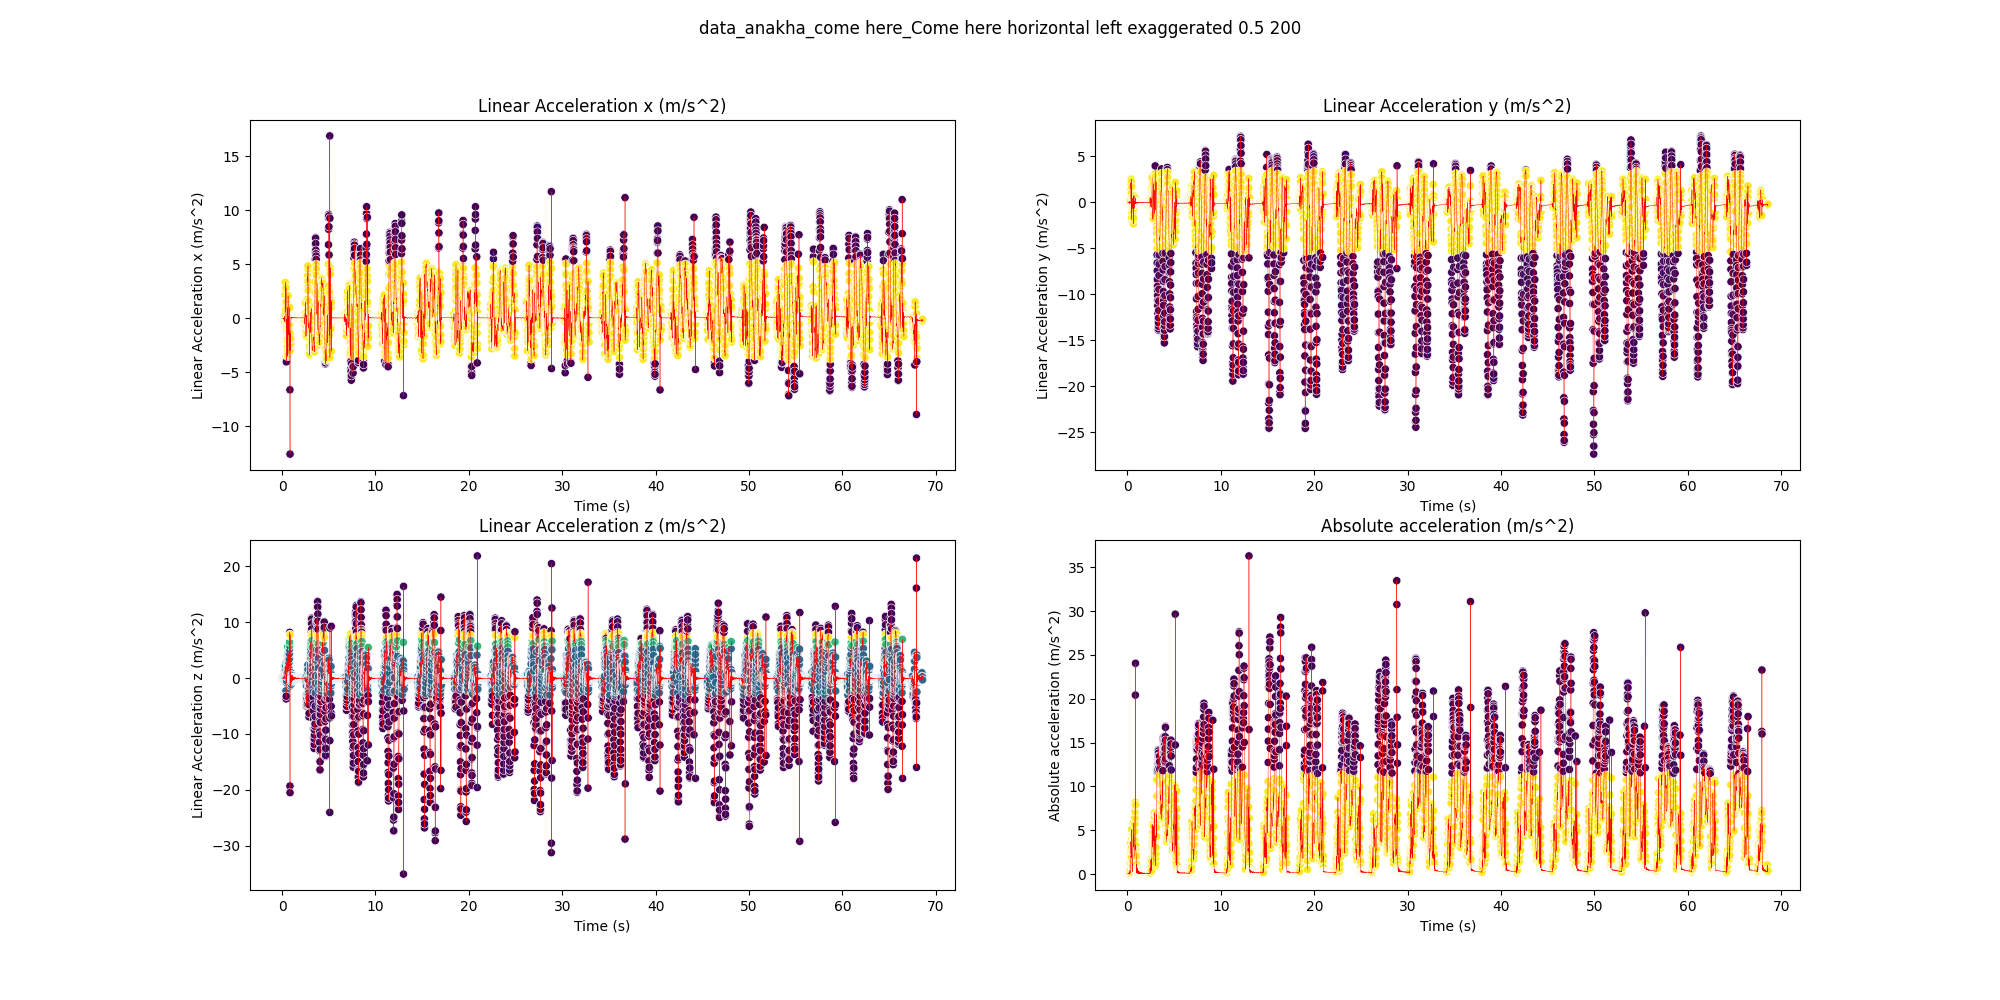 data_anakha_come here_Come here horizontal left exaggerated 0.5 200
Linear Acceleration x (m/s^2)
Linear Acceleration x (m/s^2)
15
10
5
0
−5
−10
0 10 20 30 40 50 60 70
Time (s)
Linear Acceleration y (m/s^2)
Linear Acceleration y (m/s^2)
5
0
−5
−10
−15
−20
−25
0 10 20 30 40 50 60 70
Time (s)
Linear Acceleration z (m/s^2)
Linear Acceleration z (m/s^2)
20
10
0
−10
−20
−30
0 10 20 30 40 50 60 70
Time (s)
Absolute acceleration (m/s^2)
Absolute acceleration (m/s^2)
35
30
25
20
15
10
5
0
0 10 20 30 40 50 60 70
Time (s)